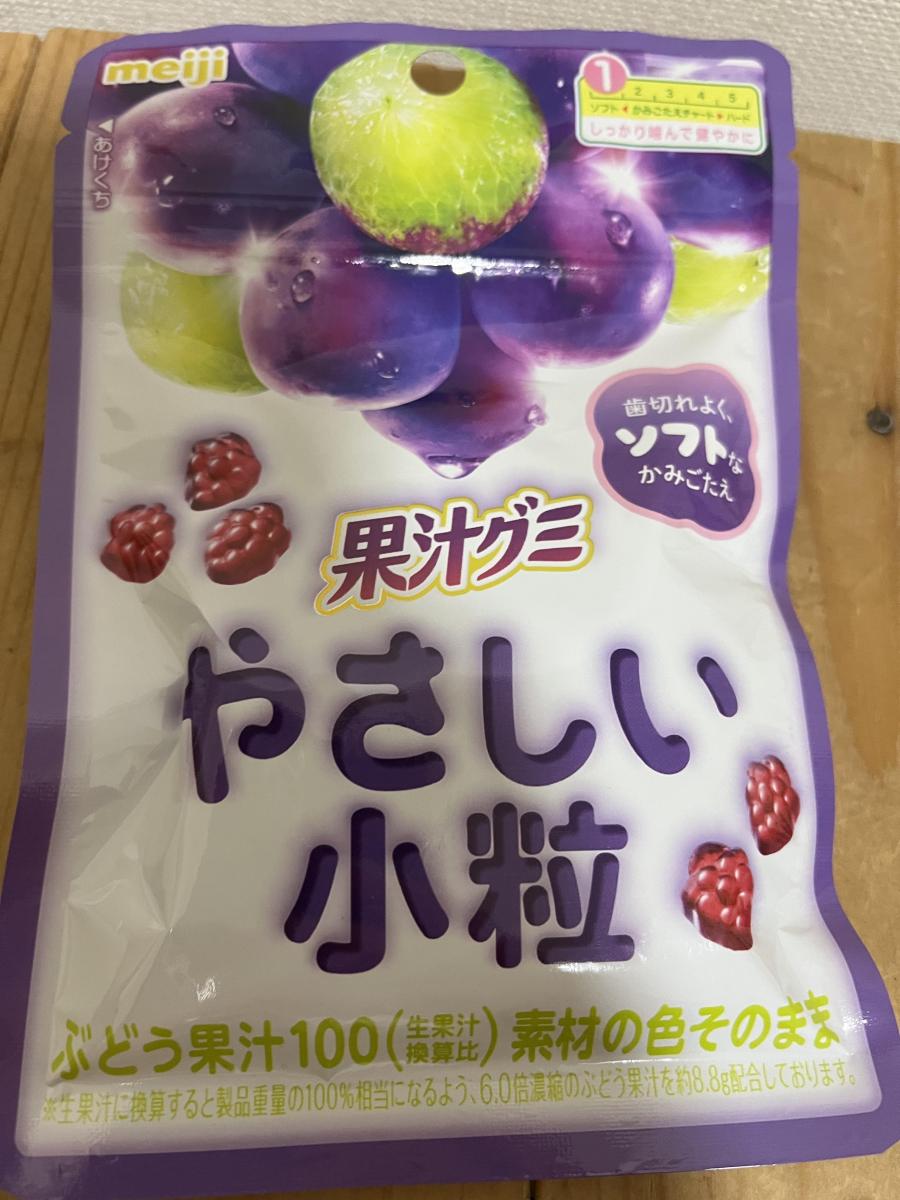 meiji
1 2 3 4 5
ソフト かみごたえチャート ハード
しっかり噛んで健やかに
あけくち
歯切れよく、
ソフトな
かみごたえ
果汁グミ
やさしい
小粒
ぶどう果汁100(生果汁換算比)素材の色そのまま
※生果汁に換算すると製品重量の100%相当になるよう、6.0倍濃縮のぶどう果汁を約8.8g配合しております。